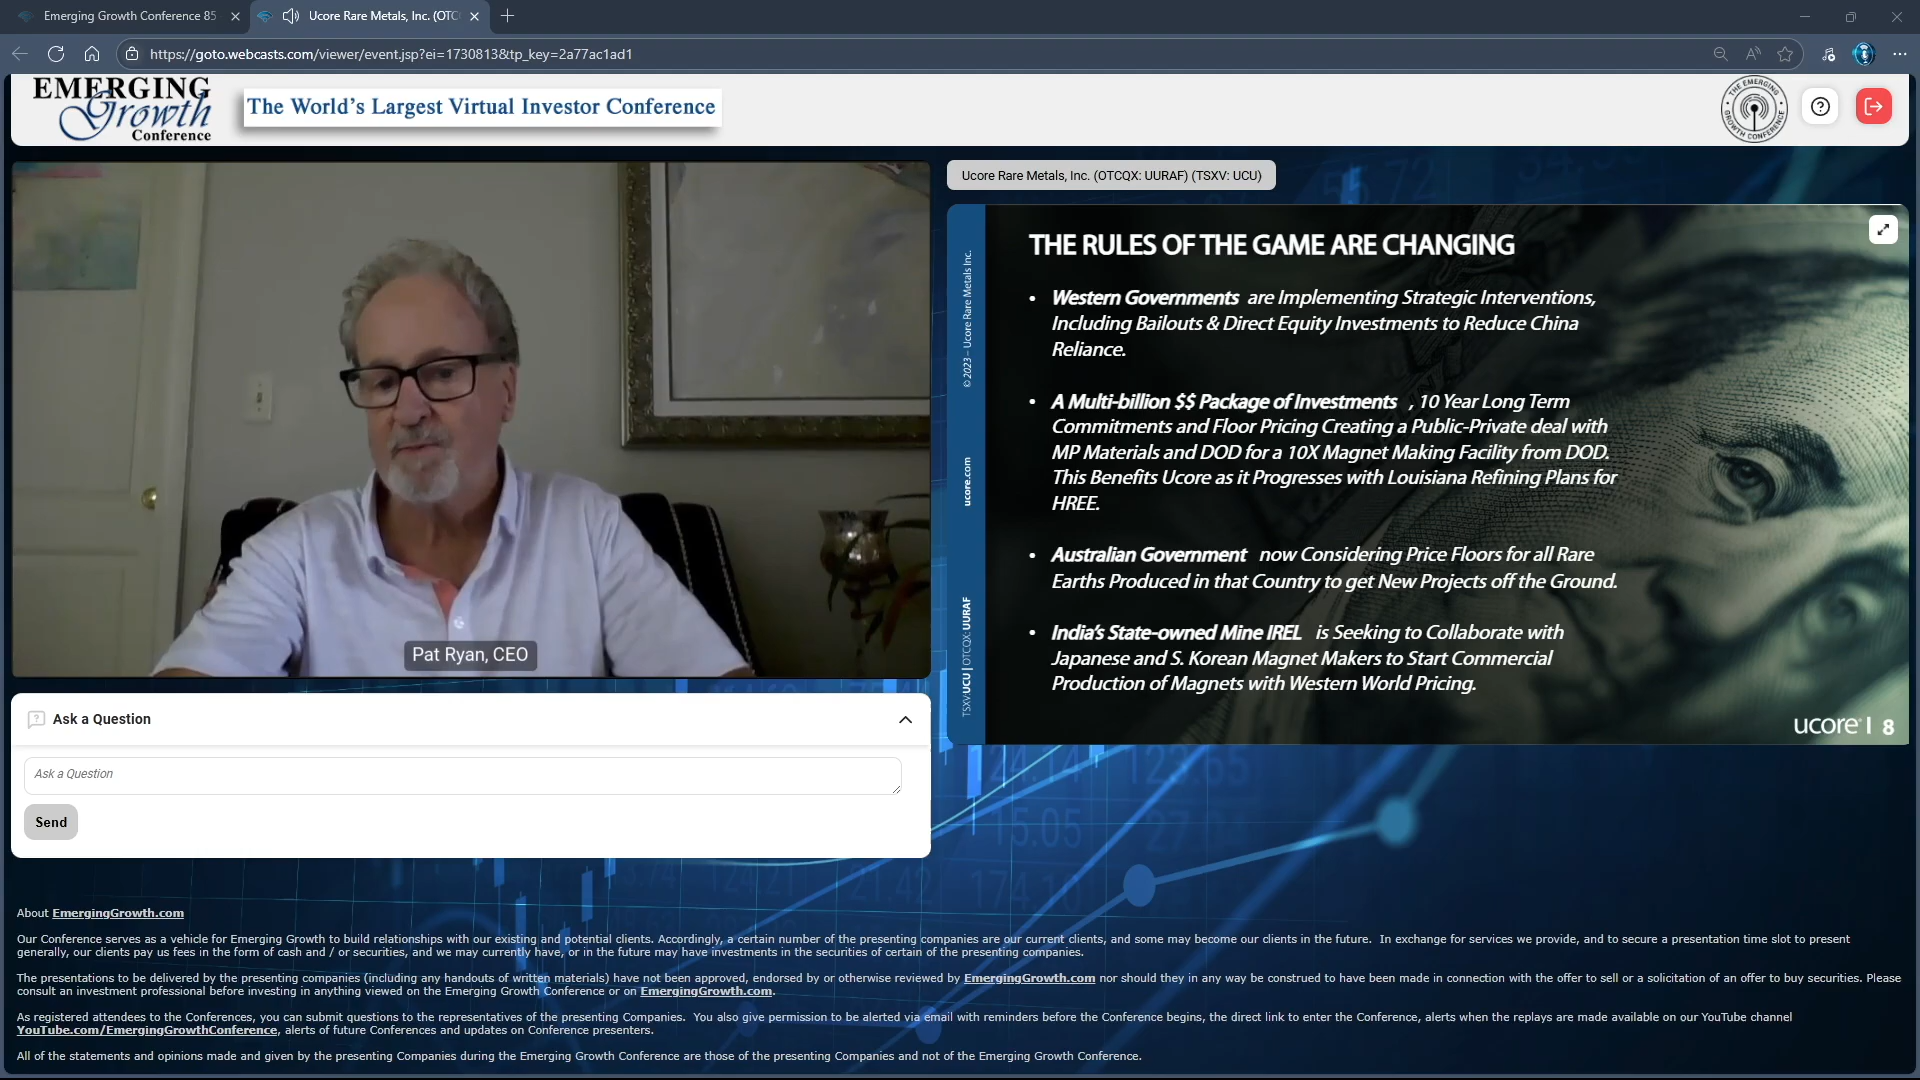 Emerging Growth Conference 85
Ucore Rare Metals, Inc. (OTC
https://goto.webcasts.com/viewer/event.jsp?ei=1730813&tp_key=2a77ac1ad1
EMERGING
Growth
Conference
The World's Largest Virtual Investor Conference
THE EMERGING
GROWTH CONFERENCE
Ucore Rare Metals, Inc. (OTCQX: UURAF) (TSXV: UCU)
Pat Ryan, CEO
© 2023 – Ucore Rare Metals Inc.
ucore.com
TSXV:UCU | OTCQX:UURAF
THE RULES OF THE GAME ARE CHANGING
• Western Governments are Implementing Strategic Interventions,
Including Bailouts & Direct Equity Investments to Reduce China
Reliance.
• A Multi-billion $$ Package of Investments , 10 Year Long Term
Commitments and Floor Pricing Creating a Public-Private deal with
MP Materials and DOD for a 10X Magnet Making Facility from DOD.
This Benefits Ucore as it Progresses with Louisiana Refining Plans for
HREE.
• Australian Government now Considering Price Floors for all Rare
Earths Produced in that Country to get New Projects off the Ground.
• India's State-owned Mine IREL is Seeking to Collaborate with
Japanese and S. Korean Magnet Makers to Start Commercial
Production of Magnets with Western World Pricing.
ucore | 8
Ask a Question
Ask a Question
Send
About EmergingGrowth.com
Our Conference serves as a vehicle for Emerging Growth to build relationships with our existing and potential clients. Accordingly, a certain number of the presenting companies are our current clients, and some may become our clients in the future. In exchange for services we provide, and to secure a presentation time slot to present
generally, our clients pay us fees in the form of cash and / or securities, and we may currently have, or in the future may have investments in the securities of certain of the presenting companies.
The presentations to be delivered by the presenting companies (including any handouts of written materials) have not been approved, endorsed by or otherwise reviewed by EmergingGrowth.com nor should they in any way be construed to have been made in connection with the offer to sell or a solicitation of an offer to buy securities. Please
consult an investment professional before investing in anything viewed on the Emerging Growth Conference or on EmergingGrowth.com.
As registered attendees to the Conferences, you can submit questions to the representatives of the presenting Companies. You also give permission to be alerted via email with reminders before the Conference begins, the direct link to enter the Conference, alerts when the replays are made available on our YouTube channel
YouTube.com/EmergingGrowthConference, alerts of future Conferences and updates on Conference presenters.
All of the statements and opinions made and given by the presenting Companies during the Emerging Growth Conference are those of the presenting Companies and not of the Emerging Growth Conference.